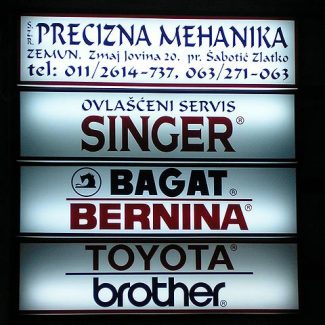 SZR PRECIZNA MEHANIKA
ZEMUN, Zmaj Jovina 20. pr. Šabotić Zlatko
tel: 011/2614-737, 063/271-063
OVLAŠĆENI SERVIS
SINGER®
BAGAT®
BERNINA®
TOYOTA®
brother®